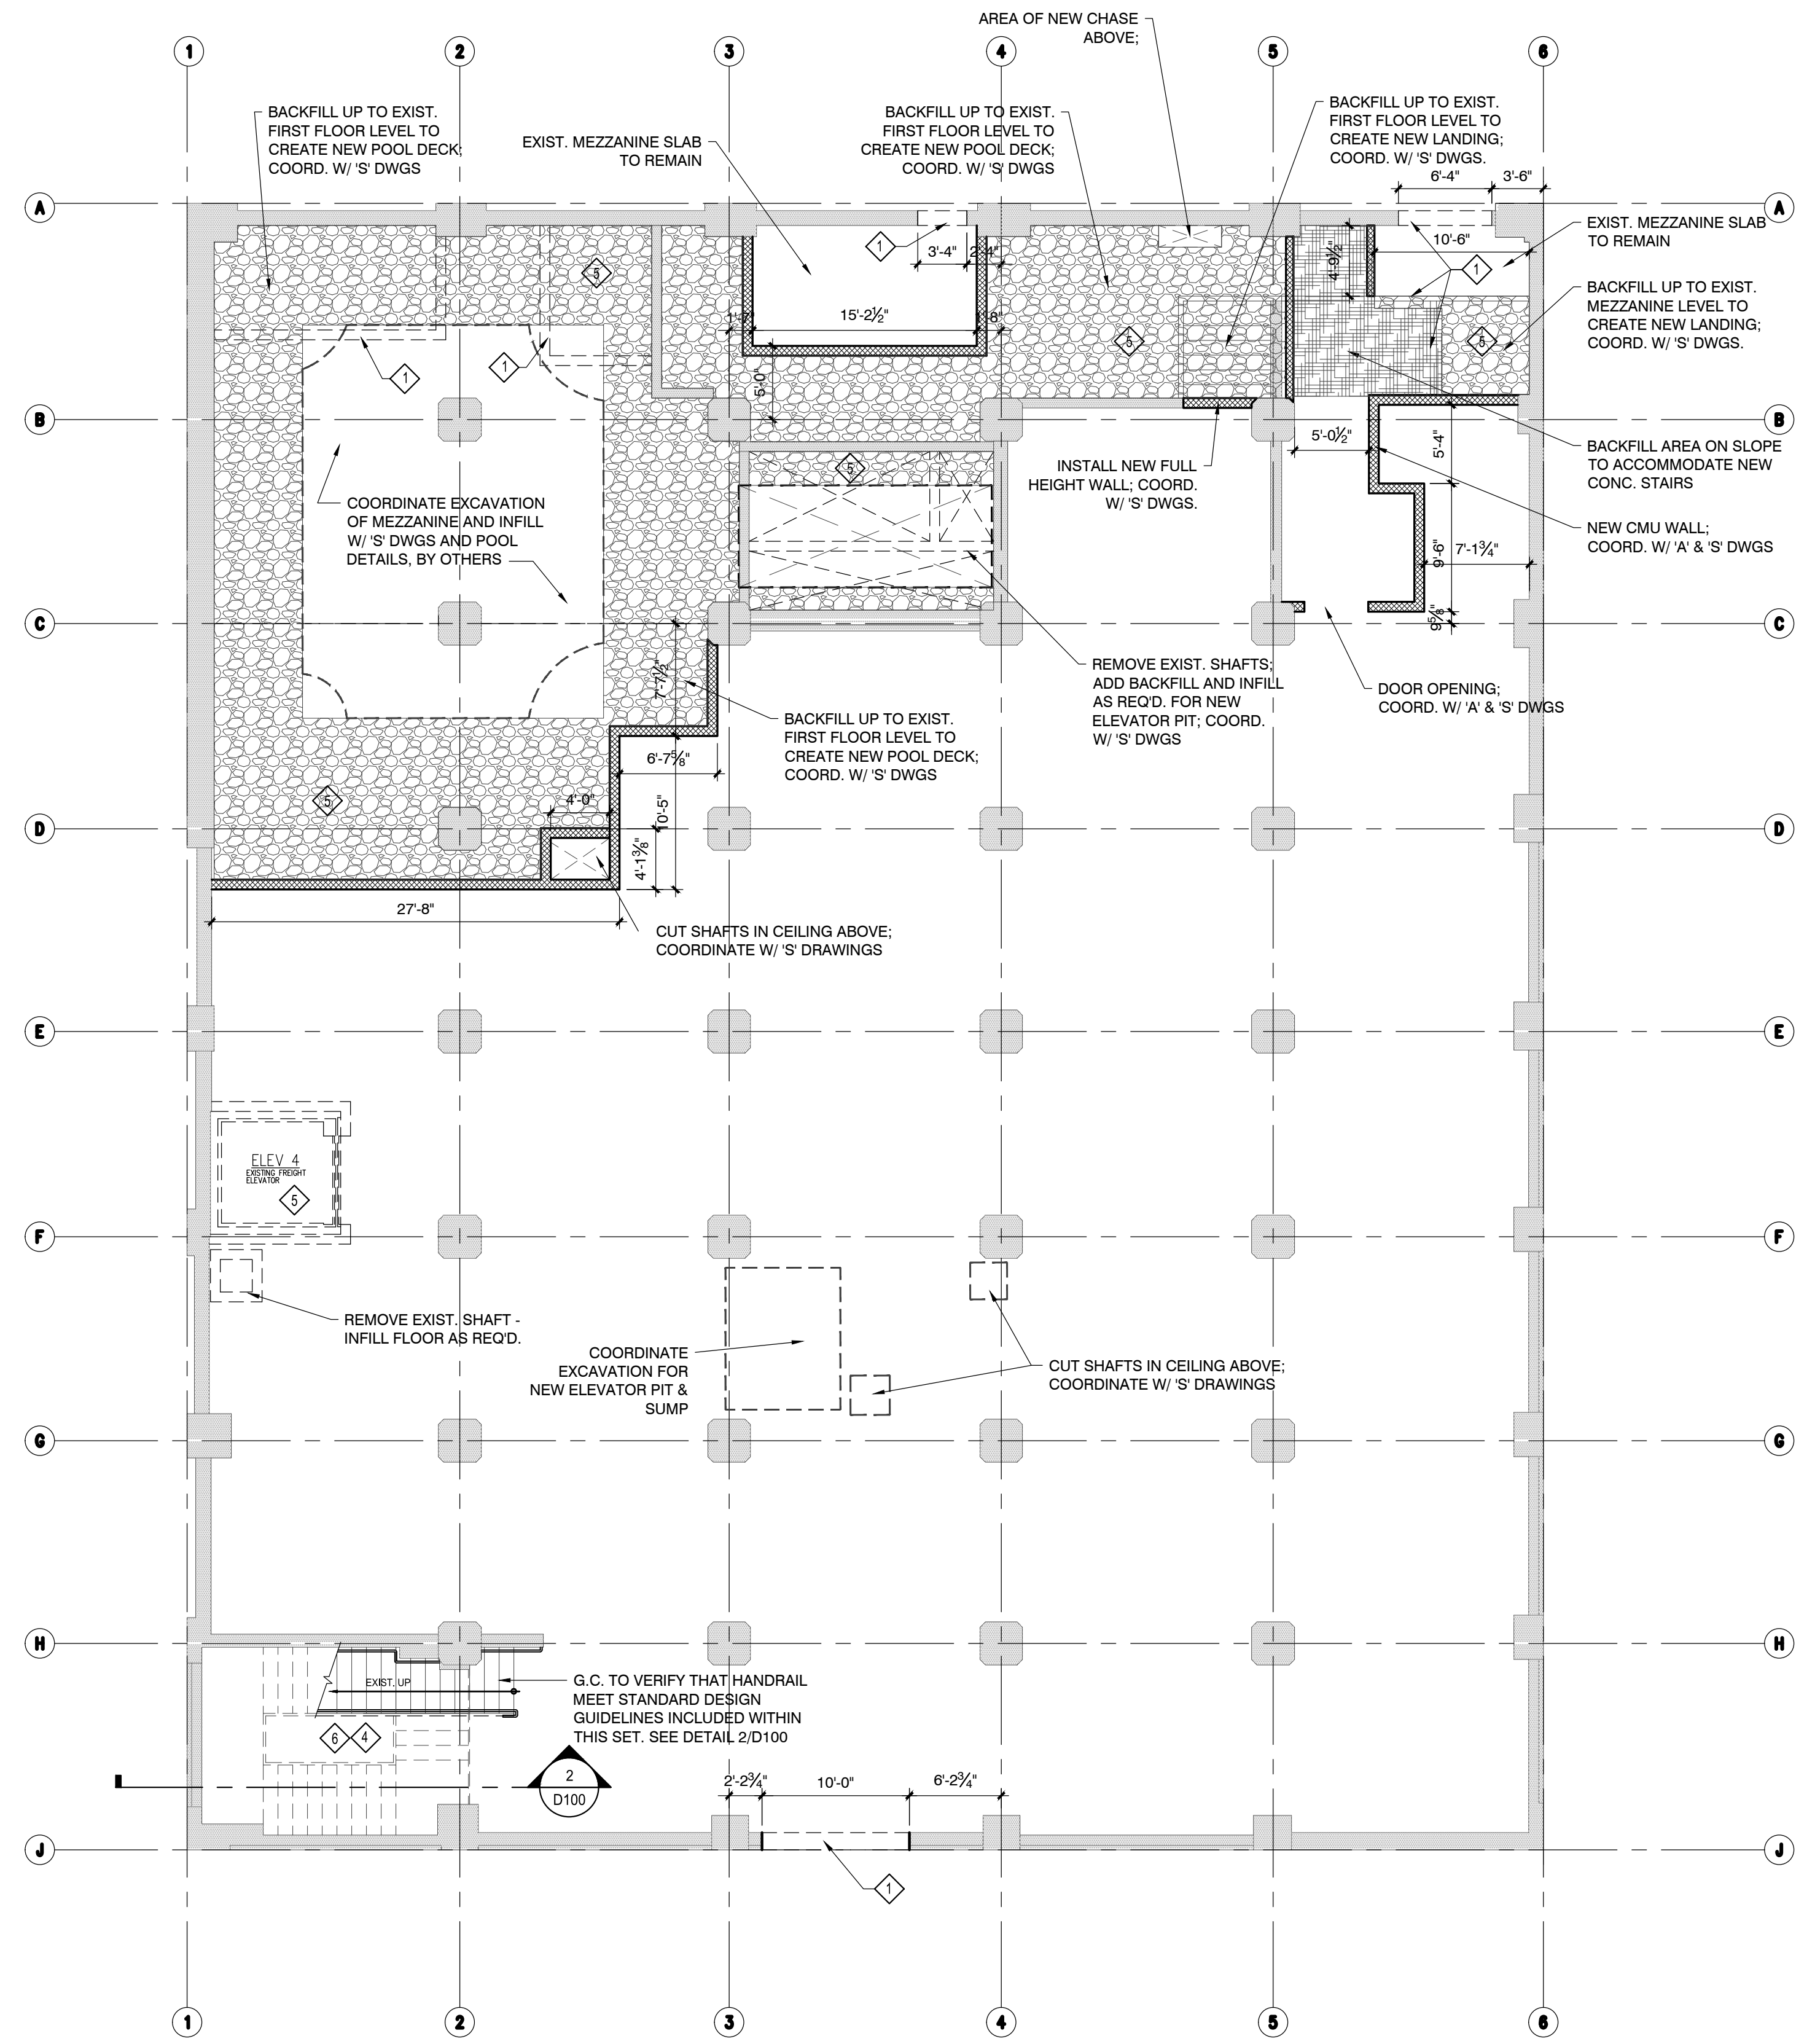 AREA OF NEW CHASE
ABOVE;
1
2
3
4
5
6
BACKFILL UP TO EXIST.
FIRST FLOOR LEVEL TO
CREATE NEW POOL DECK;
COORD. W/ 'S' DWGS
EXIST. MEZZANINE SLAB
TO REMAIN
BACKFILL UP TO EXIST.
FIRST FLOOR LEVEL TO
CREATE NEW POOL DECK;
COORD. W/ 'S' DWGS
BACKFILL UP TO EXIST.
FIRST FLOOR LEVEL TO
CREATE NEW LANDING;
COORD. W/ 'S' DWGS.
6'-4"
3'-6"
A
A
EXIST. MEZZANINE SLAB
TO REMAIN
1
3'-4"
2'-4"
4'-9½"
10'-6"
1
5
BACKFILL UP TO EXIST.
MEZZANINE LEVEL TO
CREATE NEW LANDING;
COORD. W/ 'S' DWGS.
1'-7"
15'-2½"
8"
5
5
1
1
5'-0"
B
B
5'-0½"
5'-4"
BACKFILL AREA ON SLOPE
TO ACCOMMODATE NEW
CONC. STAIRS
INSTALL NEW FULL
HEIGHT WALL; COORD.
W/ 'S' DWGS.
5
COORDINATE EXCAVATION
OF MEZZANINE AND INFILL
W/ 'S' DWGS AND POOL
DETAILS, BY OTHERS
NEW CMU WALL;
COORD. W/ 'A' & 'S' DWGS
9'-6"
7'-1¾"
9⅝"
C
C
REMOVE EXIST. SHAFTS;
ADD BACKFILL AND INFILL
AS REQ'D. FOR NEW
ELEVATOR PIT; COORD.
W/ 'S' DWGS
DOOR OPENING;
COORD. W/ 'A' & 'S' DWGS
7'-7½"
BACKFILL UP TO EXIST.
FIRST FLOOR LEVEL TO
CREATE NEW POOL DECK;
COORD. W/ 'S' DWGS
6'-7⅝"
5
4'-0"
10'-5"
D
D
4'-1⅜"
27'-8"
CUT SHAFTS IN CEILING ABOVE;
COORDINATE W/ 'S' DRAWINGS
E
E
ELEV 4
EXISTING FREIGHT
ELEVATOR
5
F
F
REMOVE EXIST. SHAFT -
INFILL FLOOR AS REQ'D.
COORDINATE
EXCAVATION FOR
NEW ELEVATOR PIT &
SUMP
CUT SHAFTS IN CEILING ABOVE;
COORDINATE W/ 'S' DRAWINGS
G
G
H
H
EXIST. UP
G.C. TO VERIFY THAT HANDRAIL
MEET STANDARD DESIGN
GUIDELINES INCLUDED WITHIN
THIS SET. SEE DETAIL 2/D100
6
4
2
D100
2'-2¾"
10'-0"
6'-2¾"
J
J
1
1
2
3
4
5
6